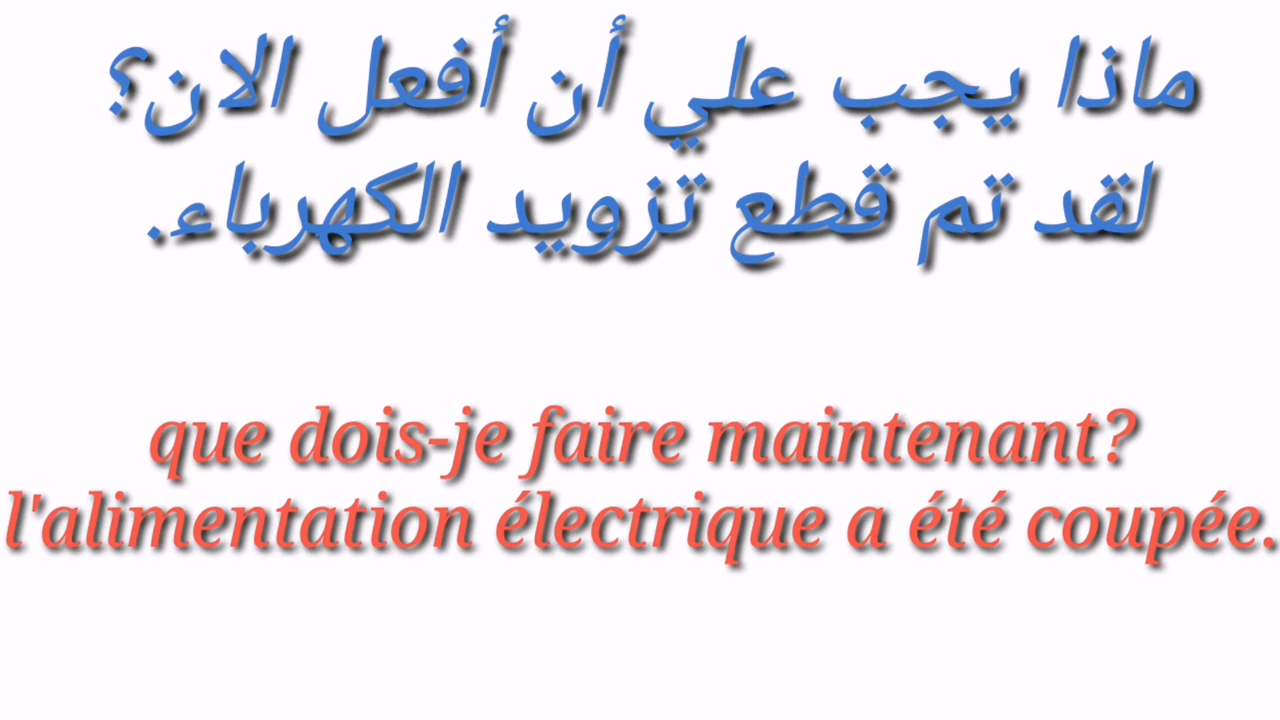 ماذا يجب علي أن أفعل الان؟
لقد تم قطع تزويد الكهرباء.
que dois-je faire maintenant?
l'alimentation électrique a été coupée.